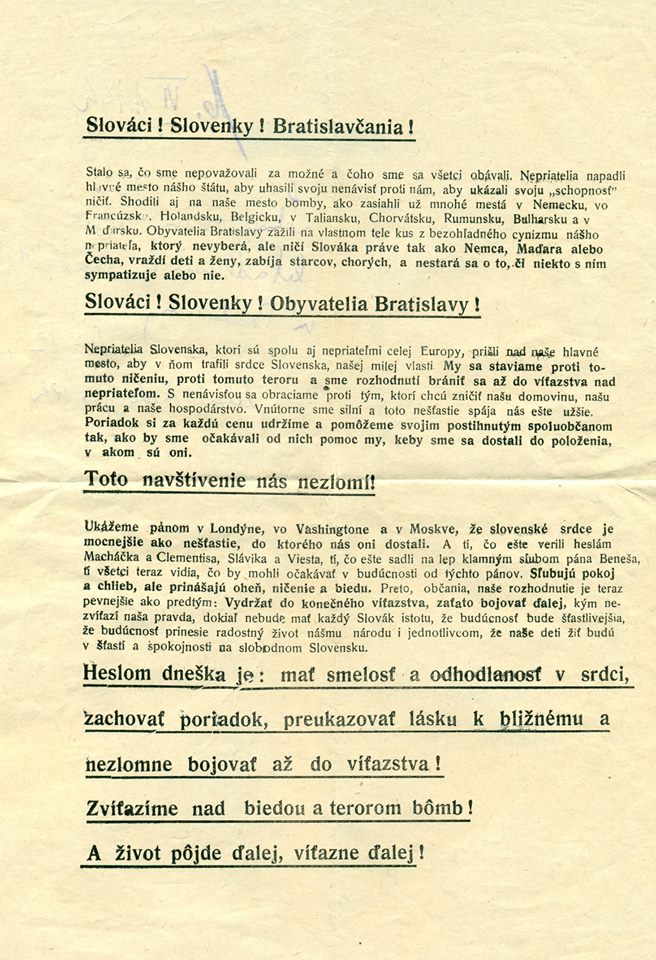 Slováci! Slovenky! Bratislavčania!
Stalo sa, čo sme nepovažovali za možné a čoho sme sa všetci obávali. Nepriatelia napadli
hlavné mesto nášho štátu, aby uhasili svoju nenávisť proti nám, aby ukázali svoju „schopnosť"
ničiť. Shodili aj na naše mesto bomby, ako zasiahli už mnohé mestá v Nemecku, vo
Francúzsku, Holandsku, Belgicku, v Taliansku, Chorvátsku, Rumunsku, Bulharsku a v
M ďarsku. Obyvatelia Bratislavy zažili na vlastnom tele kus z bezohľadného cynizmu nášho
nepriateľa, ktorý nevyberá, ale ničí Slováka práve tak ako Nemca, Maďara alebo
Čecha, vraždí deti a ženy, zabíja starcov, chorých, a nestará sa o to, či niekto s ním
sympatizuje alebo nie.
Slováci! Slovenky! Obyvatelia Bratislavy!
Nepriatelia Slovenska, ktorí sú spolu aj nepriateľmi celej Europy, prišli nad naše hlavné
mesto, aby v ňom trafili srdce Slovenska, našej milej vlasti. My sa staviame proti to-
muto ničeniu, proti tomuto teroru a sme rozhodnutí brániť sa až do víťazstva nad
nepriateľom. S nenávisťou sa obraciame proti tým, ktorí chcú zničiť našu domovinu, našu
prácu a naše hospodárstvo. Vnútorne sme silní a toto nešťastie spája nás ešte užšie.
Poriadok si za každú cenu udržíme a pomôžeme svojim postihnutým spoluobčanom
tak, ako by sme očakávali od nich pomoc my, keby sme sa dostali do položenia,
v akom sú oni.
Toto navštívenie nás nezlomí!
Ukážeme pánom v Londýne, vo Vashingtone a v Moskve, že slovenské srdce je
mocnejšie ako nešťastie, do ktorého nás oni dostali. A tí, čo ešte verili heslám
Macháčka a Clementisa, Slávika a Viesta, tí, čo ešte sadli na lep klamným sľubom pána Beneša,
tí všetci teraz vidia, čo by mohli očakávať v budúcnosti od týchto pánov. Sľubujú pokoj
a chlieb, ale prinášajú oheň, ničenie a biedu. Preto, občania, naše rozhodnutie je teraz
pevnejšie ako predtým: Vydržať do konečného víťazstva, zaťato bojovať ďalej, kým ne-
zvíťazí naša pravda, dokiaľ nebude mať každý Slovák istotu, že budúcnosť bude šťastlivejšia,
že budúcnosť prinesie radostný život nášmu národu i jednotlivcom, že naše deti žiť budú
v šťastí a spokojnosti na slobodnom Slovensku.
Heslom dneška je: mať smelosť a odhodlanosť v srdci,
zachovať poriadok, preukazovať lásku k bližnému a
nezlomne bojovať až do víťazstva!
Zvíťazíme nad biedou a terorom bômb!
A život pôjde ďalej, víťazne ďalej!